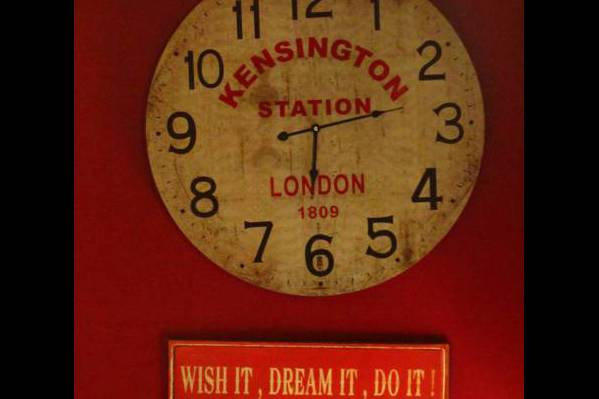 11 12 1
10 2
KENSINGTON
STATION
9 3
LONDON
8 4
1809
7 6 5
WISH IT, DREAM IT, DO IT!